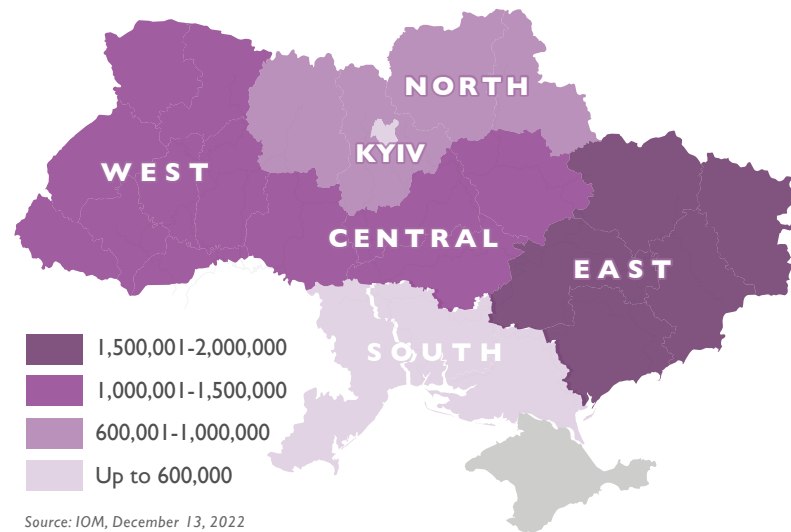 NORTH
KYIV
WEST
CENTRAL
EAST
SOUTH
1,500,001-2,000,000
1,000,001-1,500,000
600,001-1,000,000
Up to 600,000
Source: IOM, December 13, 2022